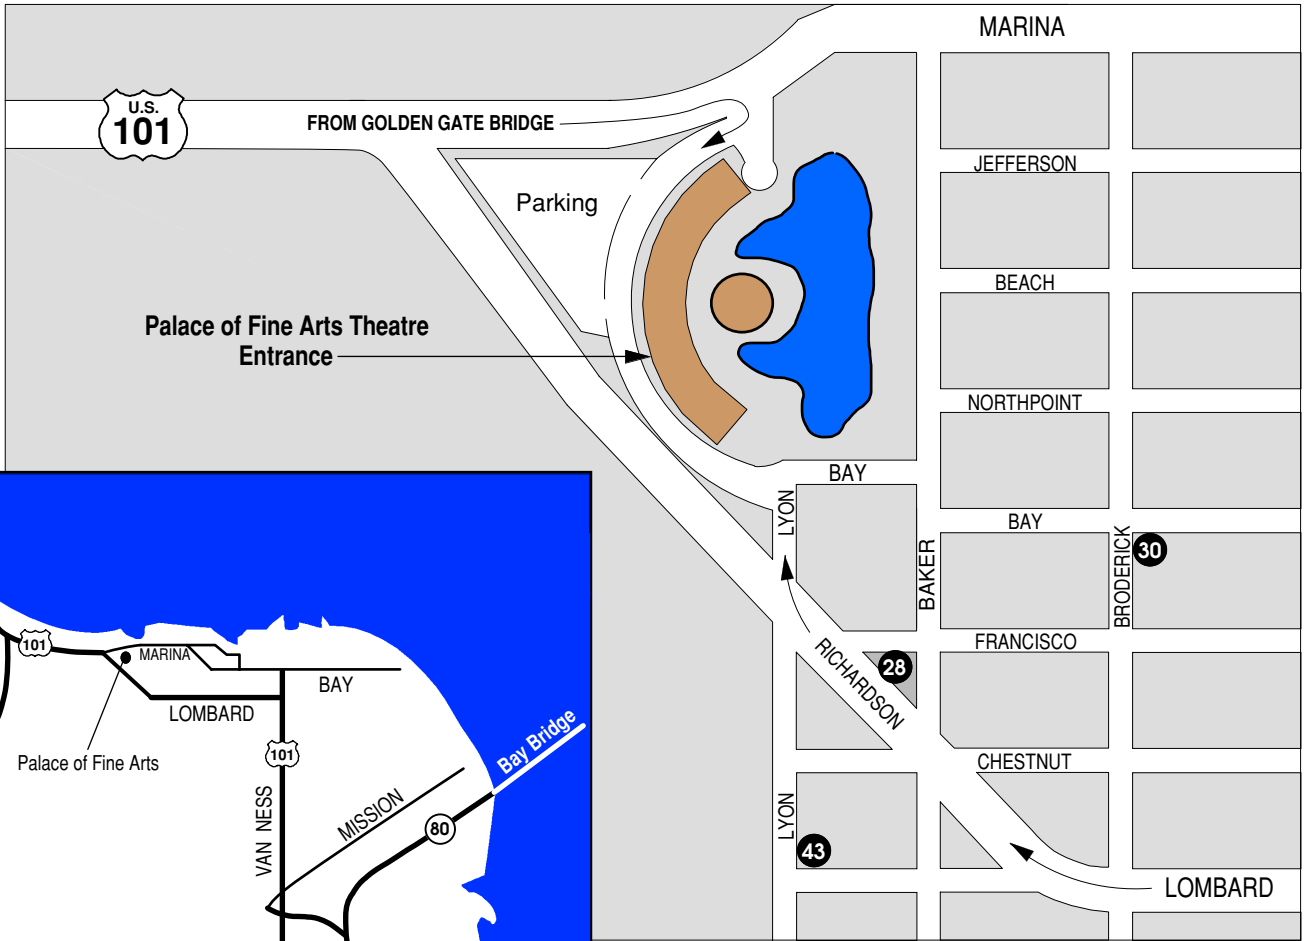 MARINA
U.S.
101
FROM GOLDEN GATE BRIDGE
JEFFERSON
Parking
BEACH
Palace of Fine Arts Theatre
Entrance
NORTHPOINT
BAY
LYON
BAY
BAKER
BRODERICK
30
FRANCISCO
28
RICHARDSON
CHESTNUT
LYON
43
LOMBARD
101
MARINA
BAY
LOMBARD
Palace of Fine Arts
101
Bay Bridge
VAN NESS
MISSION
80